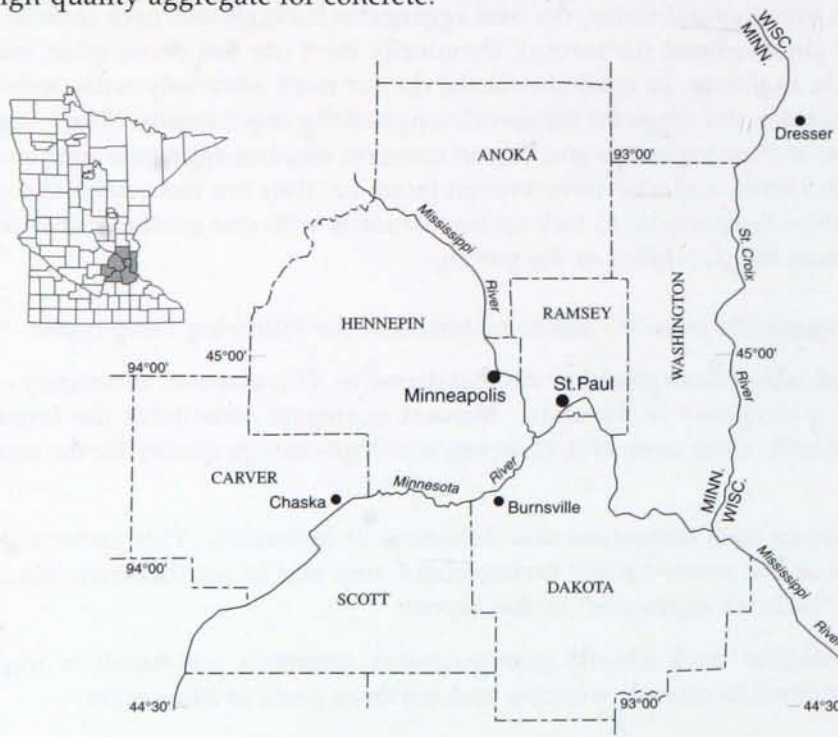 high quality aggregate for concrete.
WISC.
MINN.
Dresser
ANOKA
93°00'
Mississippi
River
St. Croix
River
WASHINGTON
HENNEPIN
RAMSEY
94°00'
45°00'
45°00'
Minneapolis
St. Paul
CARVER
Chaska
Minnesota
River
Burnsville
MINN.
WISC.
94°00'
SCOTT
DAKOTA
Mississippi
River
44°30'
93°00'
44°30'